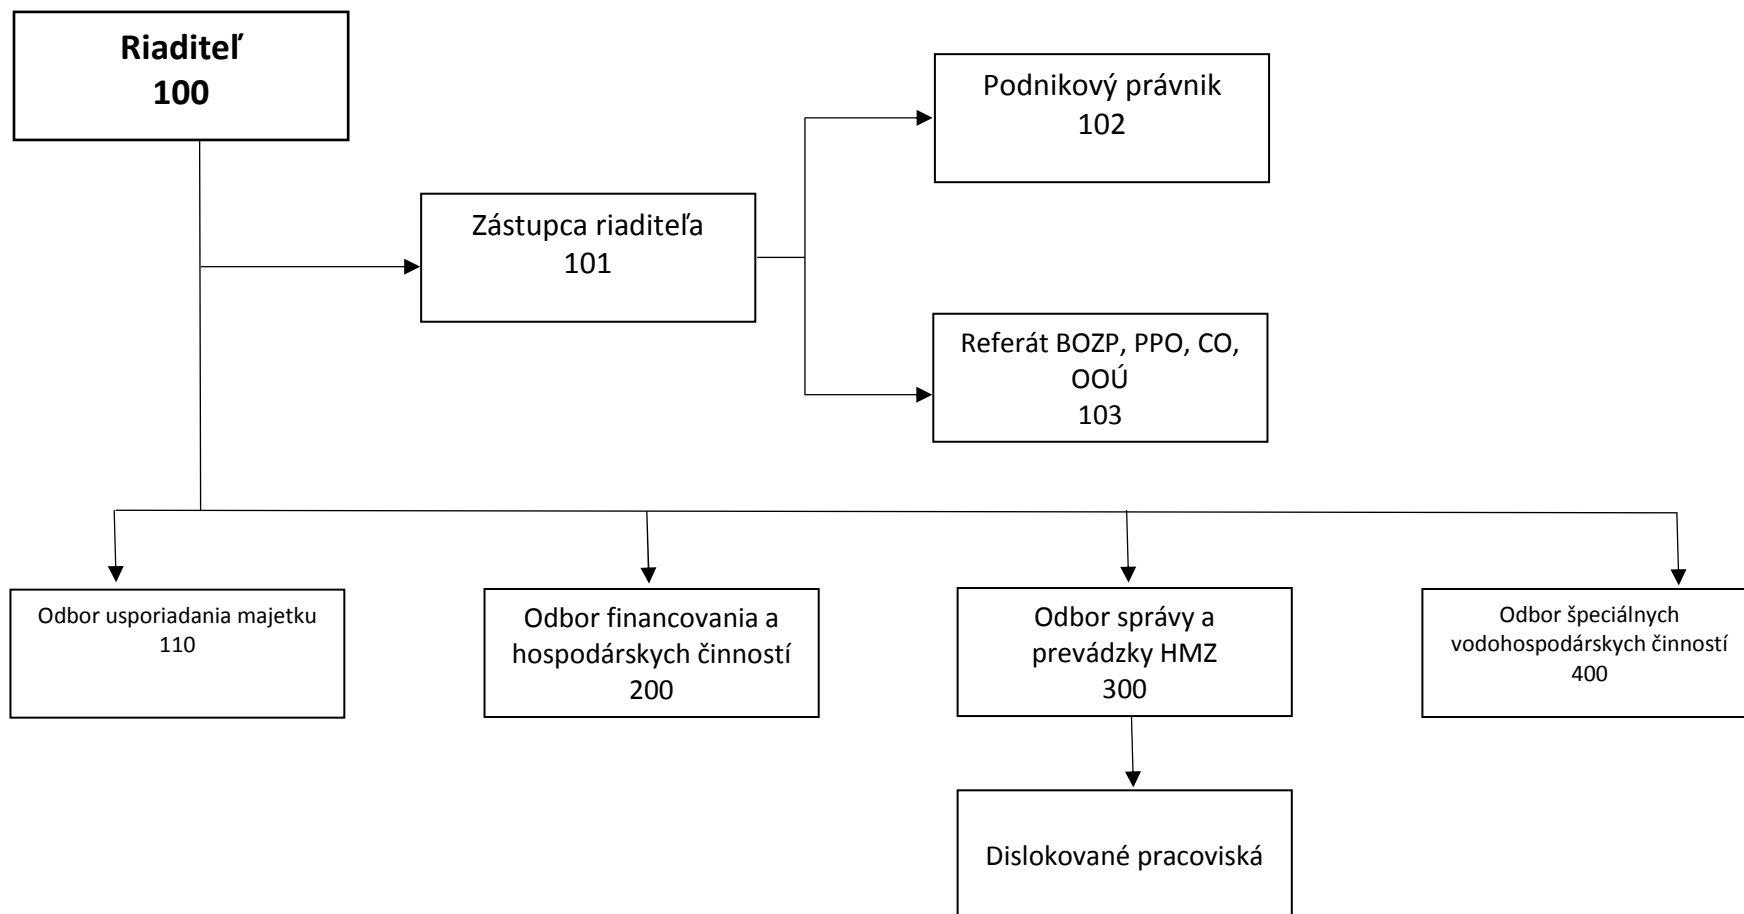 Riaditeľ
100
Podnikový právnik
102
Zástupca riaditeľa
101
Referát BOZP, PPO, CO,
OOÚ
103
Odbor usporiadania majetku
110
Odbor financovania a
hospodárskych činností
200
Odbor správy a
prevádzky HMZ
300
Odbor špeciálnych
vodohospodárskych činností
400
Dislokované pracoviská